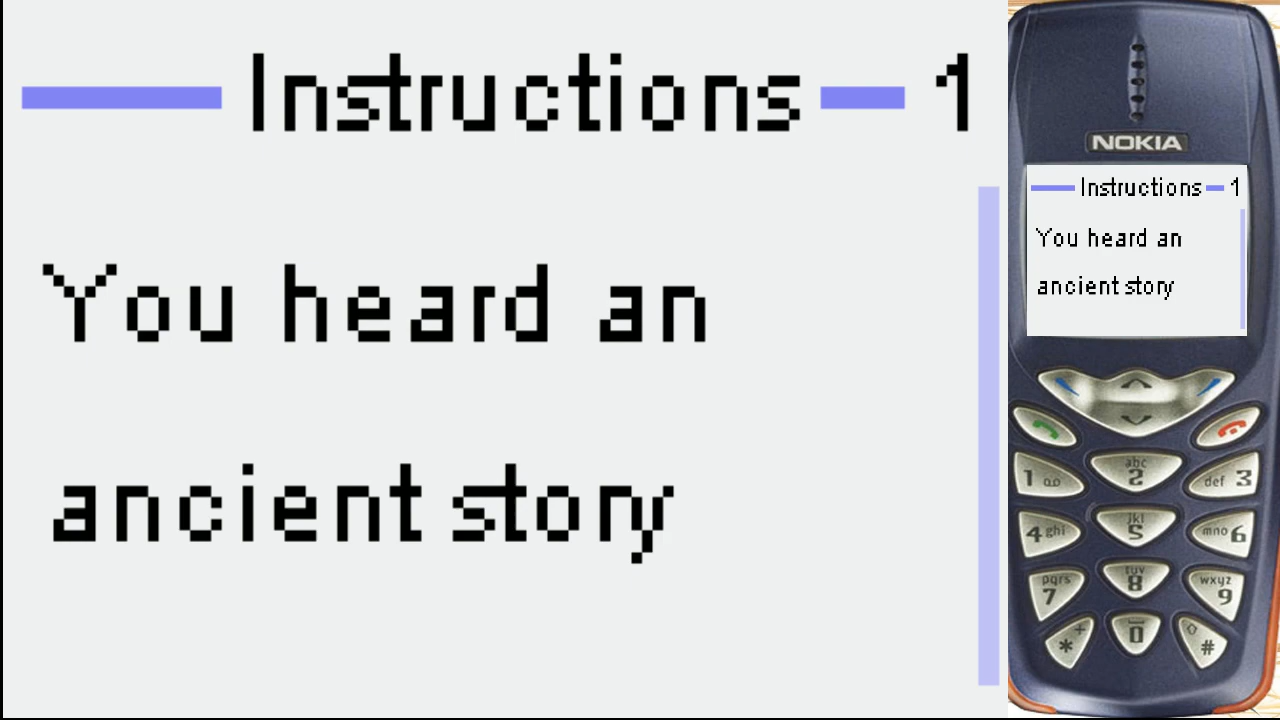 Instructions 1
You heard an
ancient story
NOKIA
Instructions 1
You heard an
ancient story
1 abc 2 def 3
4 ghi jkl 5 mno 6
pqrs 7 tuv 8 wxyz 9
* + 0 #